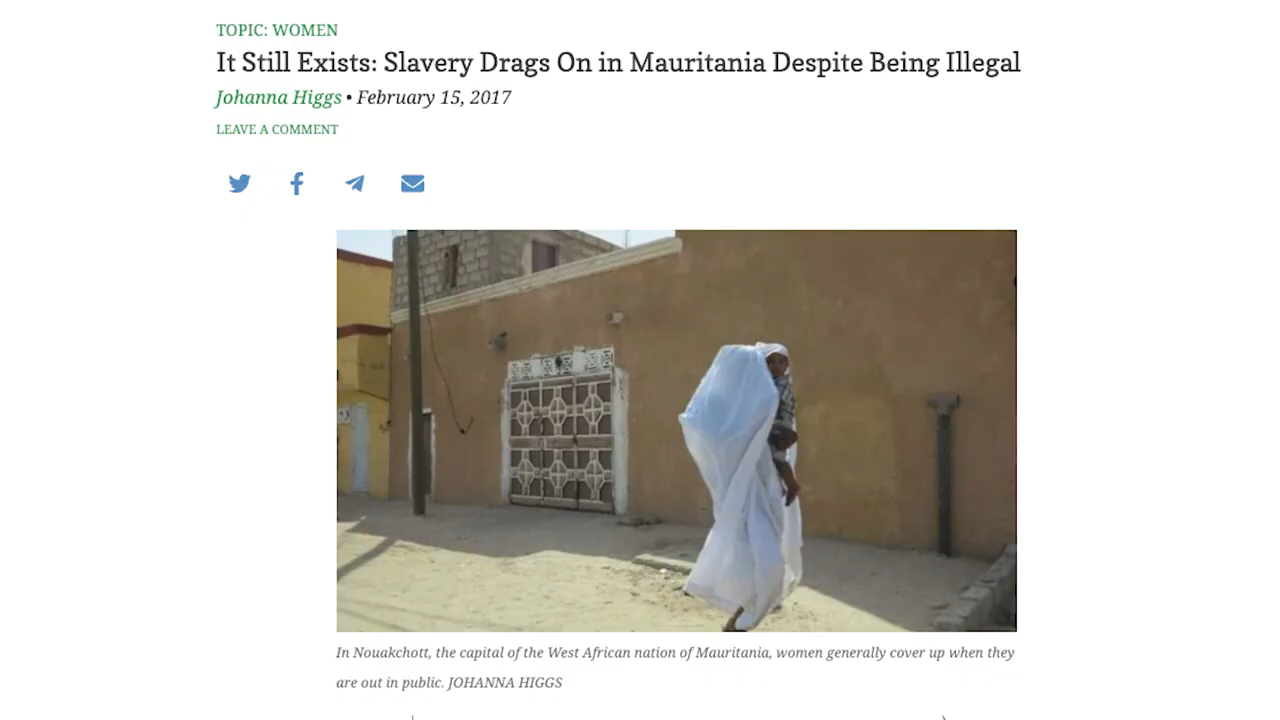 TOPIC: WOMEN
It Still Exists: Slavery Drags On in Mauritania Despite Being Illegal
Johanna Higgs • February 15, 2017
LEAVE A COMMENT
In Nouakchott, the capital of the West African nation of Mauritania, women generally cover up when they
are out in public. JOHANNA HIGGS